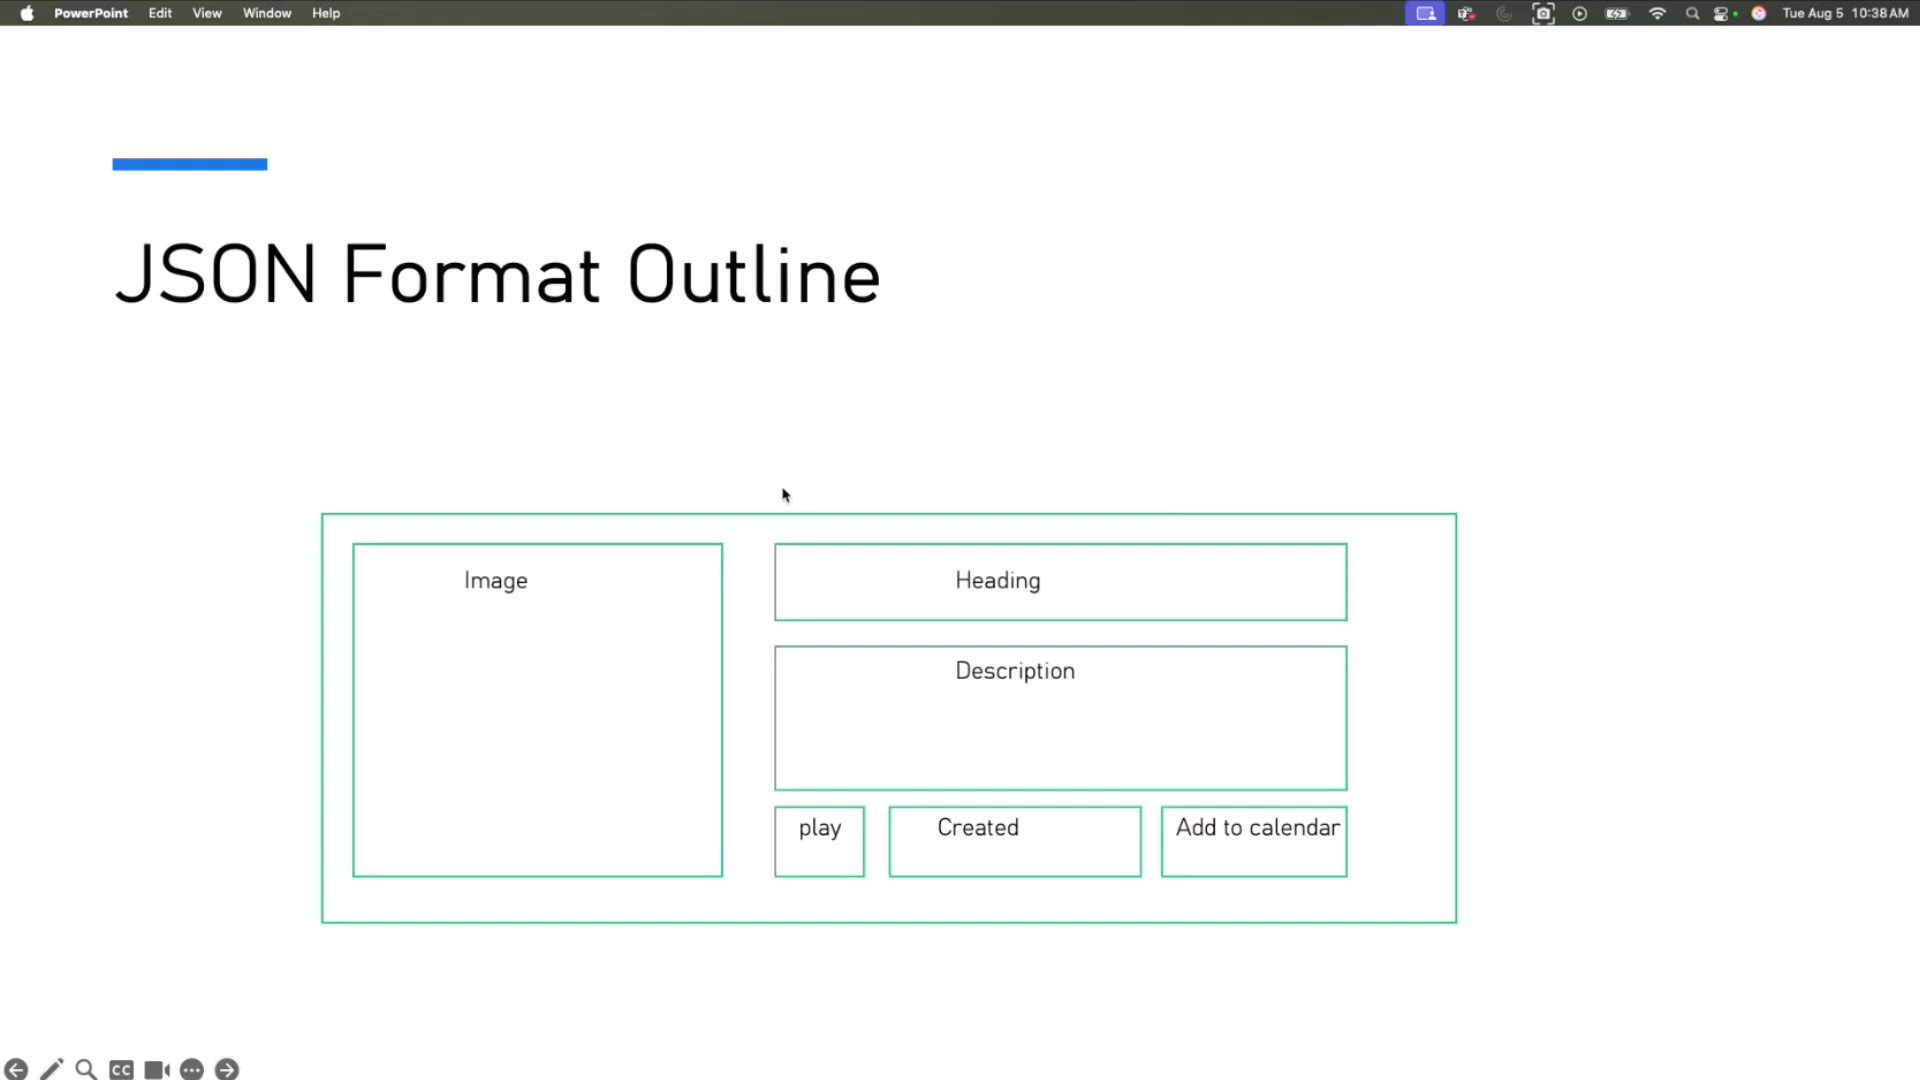 PowerPoint Edit View Window Help Tue Aug 5 10:38 AM
JSON Format Outline
Image
Heading
Description
play Created Add to calendar
CC